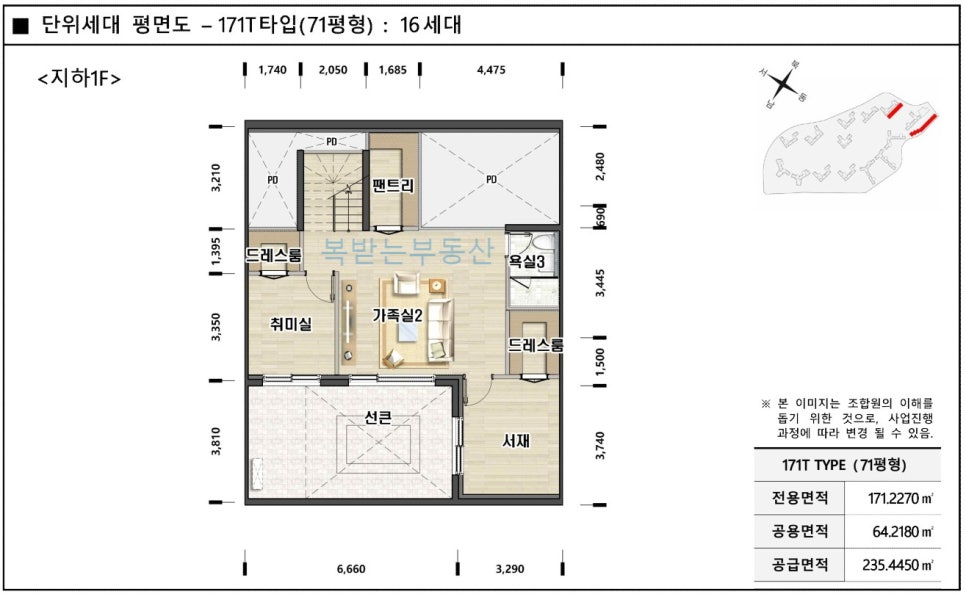 ■ 단위세대 평면도 – 171T타입(71평형) : 16세대
<지하1F>
1,740 2,050 1,685 4,475
서 북 남 동
3,210
1,395
3,350
3,810
2,480
690
3,445
1,500
3,740
PD
PD
PD
팬트리
드레스룸
복받는부동산
욕실3
취미실
가족실2
드레스룸
선큰
서재
6,660 3,290
※ 본 이미지는 조합원의 이해를
돕기 위한 것으로, 사업진행
과정에 따라 변경 될 수 있음.
171T TYPE (71평형)
전용면적 171.2270 ㎡
공용면적 64.2180 ㎡
공급면적 235.4450 ㎡